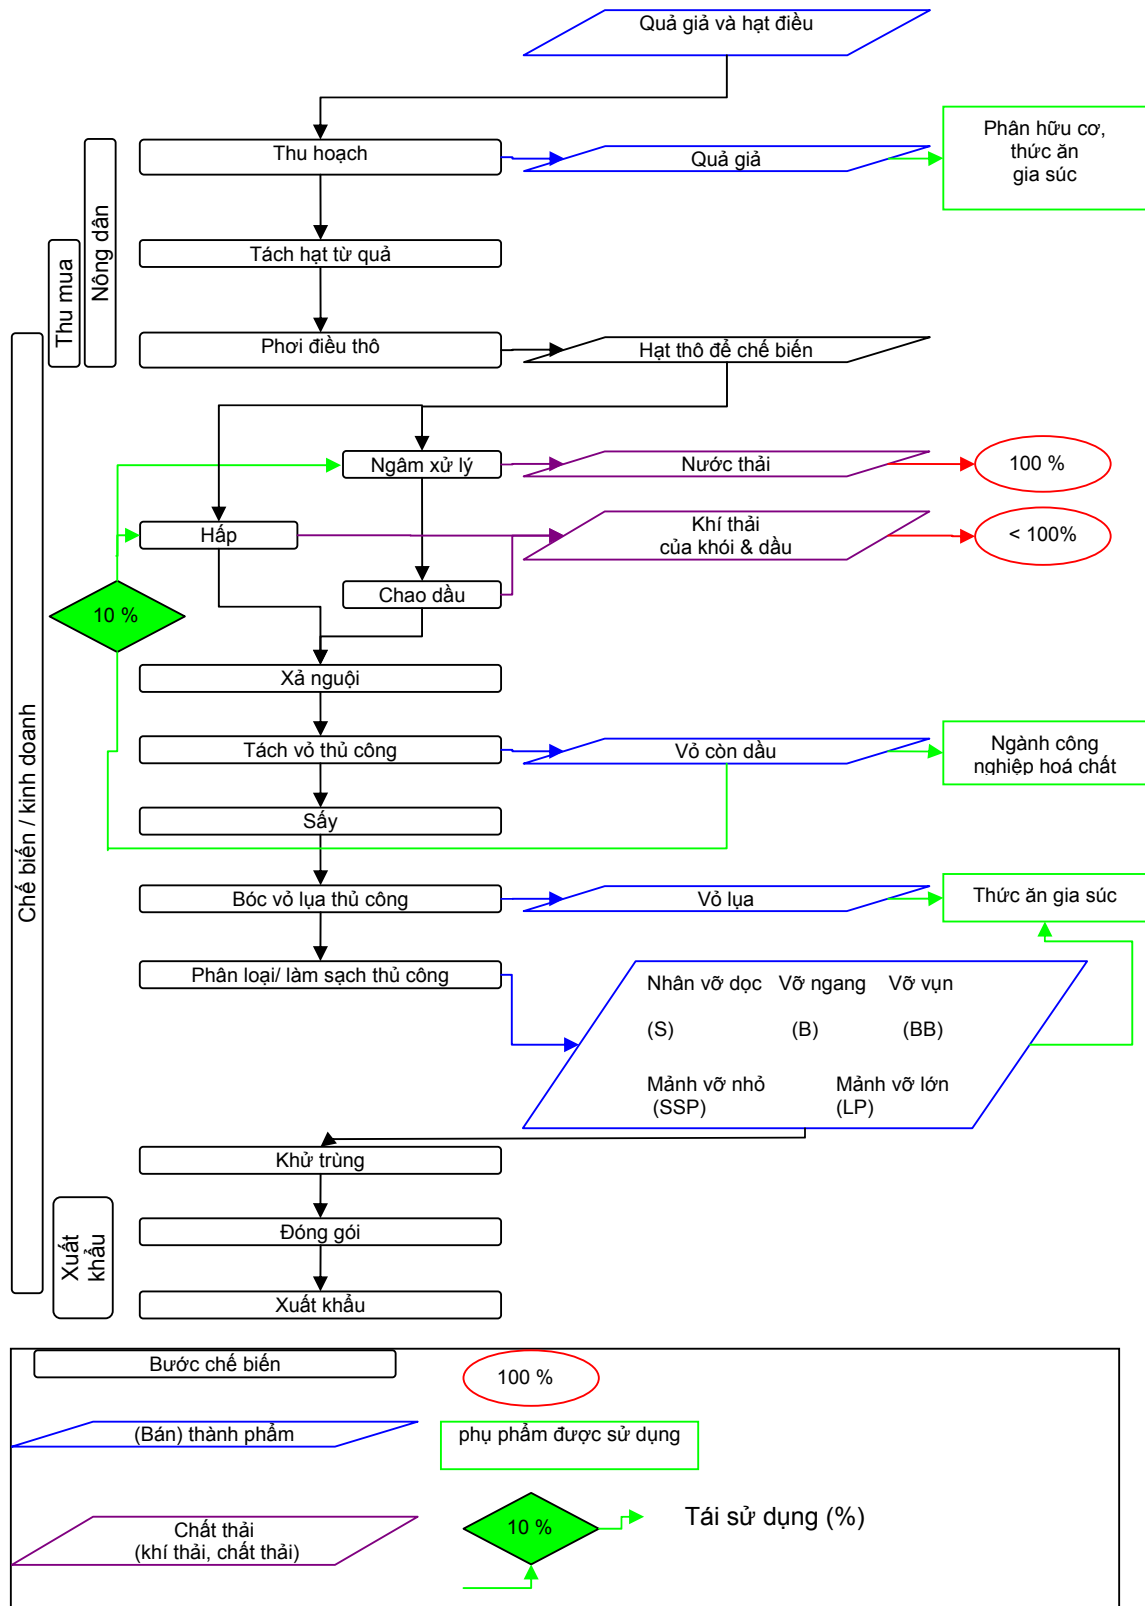 Quả giả và hạt điều
Thu hoạch
Quả giả
Phân hữu cơ,
thức ăn
gia súc
Nông dân
Thu mua
Tách hạt từ quả
Phơi điều thô
Hạt thô để chế biến
Ngâm xử lý
Nước thải
100 %
Hấp
Khí thải
của khói & dầu
< 100%
Chao dầu
10 %
Xả nguội
Chế biến / kinh doanh
Tách vỏ thủ công
Vỏ còn dầu
Ngành công
nghiệp hoá chất
Sấy
Bóc vỏ lụa thủ công
Vỏ lụa
Thức ăn gia súc
Phân loại/ làm sạch thủ công
Nhân vỡ dọc Vỡ ngang Vỡ vụn
(S) (B) (BB)
Mảnh vỡ nhỏ Mảnh vỡ lớn
(SSP) (LP)
Khử trùng
Xuất
khẩu
Đóng gói
Xuất khẩu
Bước chế biến
100 %
(Bán) thành phẩm
phụ phẩm được sử dụng
Chất thải
(khí thải, chất thải)
10 %
Tái sử dụng (%)